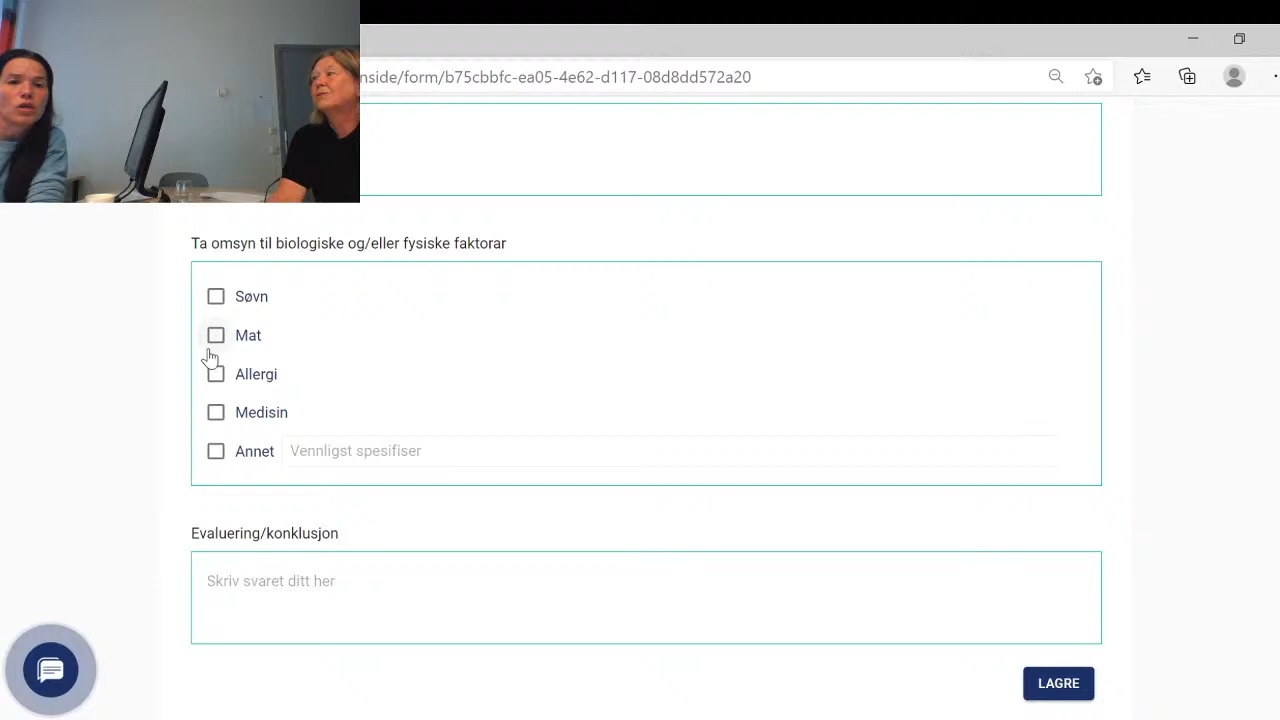 nside/form/b75cbbfc-ea05-4e62-d117-08d8dd572a20
Ta omsyn til biologiske og/eller fysiske faktorar
Søvn
Mat
Allergi
Medisin
Annet Vennligst spesifiser
Evaluering/konklusjon
Skriv svaret ditt her
LAGRE